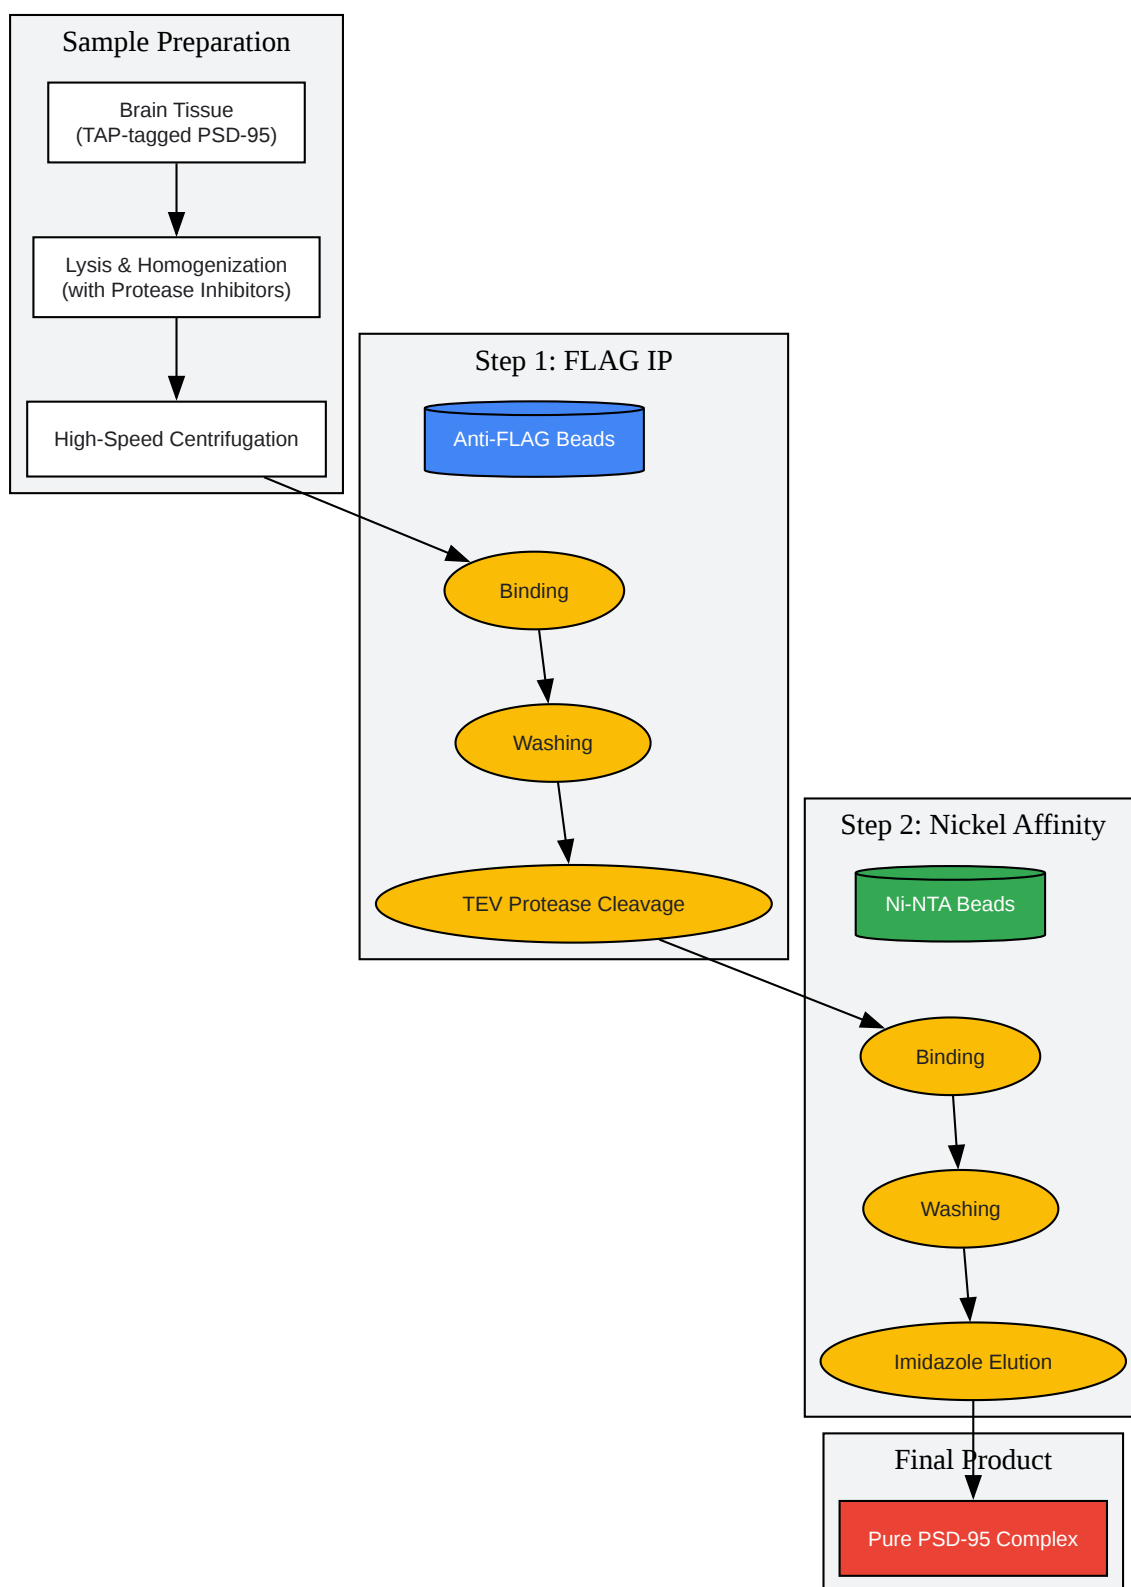 Sample Preparation
Brain Tissue
(TAP-tagged PSD-95)
Lysis & Homogenization
(with Protease Inhibitors)
High-Speed Centrifugation
Step 1: FLAG IP
Anti-FLAG Beads
Binding
Washing
TEV Protease Cleavage
Step 2: Nickel Affinity
Ni-NTA Beads
Binding
Washing
Imidazole Elution
Final Product
Pure PSD-95 Complex